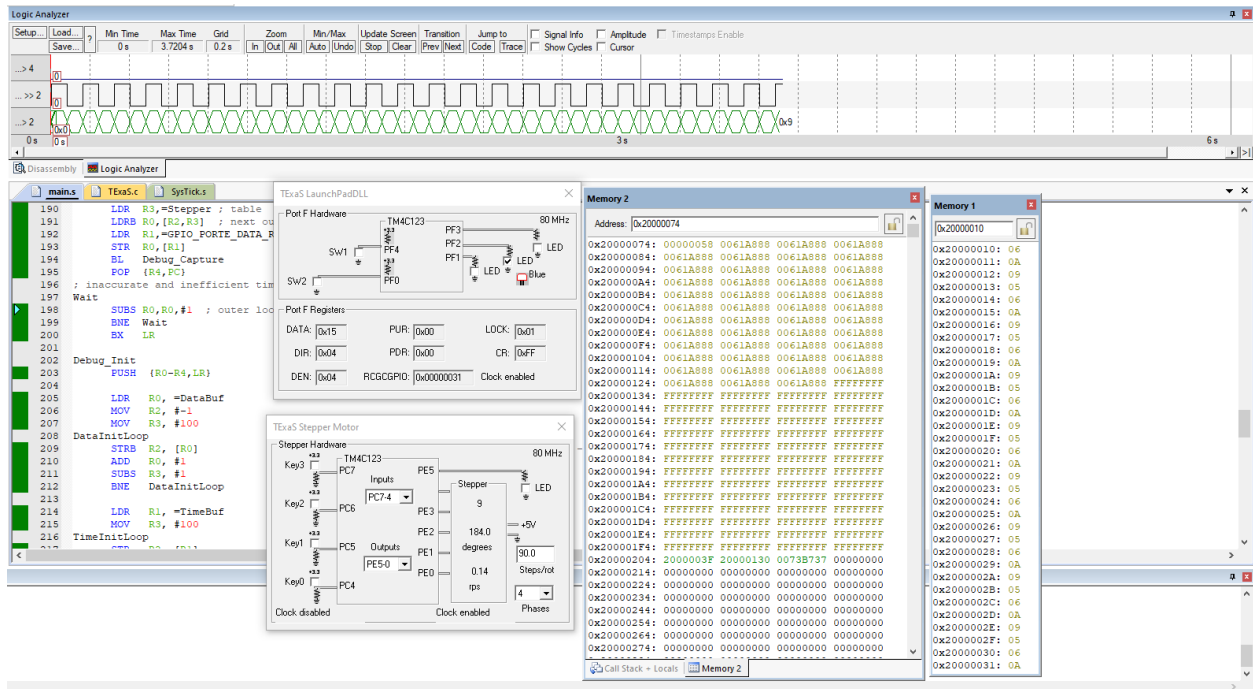 Logic Analyzer
Setup... Load... Save... ? Min Time 0 s Max Time 3.7204 s Grid 0.2 s Zoom In Out All Min/Max Auto Undo Update Screen Stop Clear Transition Prev Next Jump to Code Trace Signal Info Show Cycles Amplitude Cursor Timestamps Enable
...> 4
0
... >> 2
0
...> 2
0x0 0x9
0 s 0 s 3 s 6 s
Disassembly Logic Analyzer
main.s TExaS.c SysTick.s
190 LDR R3,=Stepper ; table
191 LDRB R0,[R2,R3] ; next ou
192 LDR R1,=GPIO_PORTE_DATA_R
193 STR R0,[R1]
194 BL Debug_Capture
195 POP {R4,PC}
196 ; inaccurate and inefficient tim
197 Wait
198 SUBS R0,R0,#1 ; outer loo
199 BNE Wait
200 BX LR
201
202 Debug_Init
203 PUSH {R0-R4,LR}
204
205 LDR R0, =DataBuf
206 MOV R2, #-1
207 MOV R3, #100
208 DataInitLoop
209 STRB R2, [R0]
210 ADD R0, #1
211 SUBS R3, #1
212 BNE DataInitLoop
213
214 LDR R1, =TimeBuf
215 MOV R3, #100
216 TimeInitLoop
TExaS LaunchPadDLL
Port F Hardware
TM4C123
80 MHz
+3.3
PF3
PF2
PF1
SW1
PF4
+3.3
SW2
PF0
LED
LED
LED
Blue
Port F Registers
DATA: 0x15 PUR: 0x00 LOCK: 0x01
DIR: 0x04 PDR: 0x00 CR: 0xFF
DEN: 0x04 RCGCGPIO: 0x00000031 Clock enabled
TExaS Stepper Motor
Stepper Hardware
80 MHz
+3.3
Key3
TM4C123
PC7
PE5
Inputs
PC7-4
LED
+3.3
Key2
PC6
PE3
Stepper
9
+5V
+3.3
Key1
PC5
Outputs
PE5-0
PE2
184.0
degrees
PE1
90.0
Steps/rot
+3.3
Key0
PC4
PE0
0.14
rps
4
Phases
Clock disabled Clock enabled
Memory 2
Address: 0x20000074
0x20000074: 00000058 0061A888 0061A888 0061A888
0x20000084: 0061A888 0061A888 0061A888 0061A888
0x20000094: 0061A888 0061A888 0061A888 0061A888
0x200000A4: 0061A888 0061A888 0061A888 0061A888
0x200000B4: 0061A888 0061A888 0061A888 0061A888
0x200000C4: 0061A888 0061A888 0061A888 0061A888
0x200000D4: 0061A888 0061A888 0061A888 0061A888
0x200000E4: 0061A888 0061A888 0061A888 0061A888
0x200000F4: 0061A888 0061A888 0061A888 0061A888
0x20000104: 0061A888 0061A888 0061A888 0061A888
0x20000114: 0061A888 0061A888 0061A888 0061A888
0x20000124: 0061A888 0061A888 0061A888 FFFFFFFF
0x20000134: FFFFFFFF FFFFFFFF FFFFFFFF FFFFFFFF
0x20000144: FFFFFFFF FFFFFFFF FFFFFFFF FFFFFFFF
0x20000154: FFFFFFFF FFFFFFFF FFFFFFFF FFFFFFFF
0x20000164: FFFFFFFF FFFFFFFF FFFFFFFF FFFFFFFF
0x20000174: FFFFFFFF FFFFFFFF FFFFFFFF FFFFFFFF
0x20000184: FFFFFFFF FFFFFFFF FFFFFFFF FFFFFFFF
0x20000194: FFFFFFFF FFFFFFFF FFFFFFFF FFFFFFFF
0x200001A4: FFFFFFFF FFFFFFFF FFFFFFFF FFFFFFFF
0x200001B4: FFFFFFFF FFFFFFFF FFFFFFFF FFFFFFFF
0x200001C4: FFFFFFFF FFFFFFFF FFFFFFFF FFFFFFFF
0x200001D4: FFFFFFFF FFFFFFFF FFFFFFFF FFFFFFFF
0x200001E4: FFFFFFFF FFFFFFFF FFFFFFFF FFFFFFFF
0x200001F4: FFFFFFFF FFFFFFFF FFFFFFFF FFFFFFFF
0x20000204: 2000003F 20000130 0073B737 00000000
0x20000214: 00000000 00000000 00000000 00000000
0x20000224: 00000000 00000000 00000000 00000000
0x20000234: 00000000 00000000 00000000 00000000
0x20000244: 00000000 00000000 00000000 00000000
0x20000254: 00000000 00000000 00000000 00000000
0x20000264: 00000000 00000000 00000000 00000000
0x20000274: 00000000 00000000 00000000 00000000
Call Stack + Locals Memory 2
Memory 1
0x20000010
0x20000010: 06
0x20000011: 0A
0x20000012: 09
0x20000013: 05
0x20000014: 06
0x20000015: 0A
0x20000016: 09
0x20000017: 05
0x20000018: 06
0x20000019: 0A
0x2000001A: 09
0x2000001B: 05
0x2000001C: 06
0x2000001D: 0A
0x2000001E: 09
0x2000001F: 05
0x20000020: 06
0x20000021: 0A
0x20000022: 09
0x20000023: 05
0x20000024: 06
0x20000025: 0A
0x20000026: 09
0x20000027: 05
0x20000028: 06
0x20000029: 0A
0x2000002A: 09
0x2000002B: 05
0x2000002C: 06
0x2000002D: 0A
0x2000002E: 09
0x2000002F: 05
0x20000030: 06
0x20000031: 0A